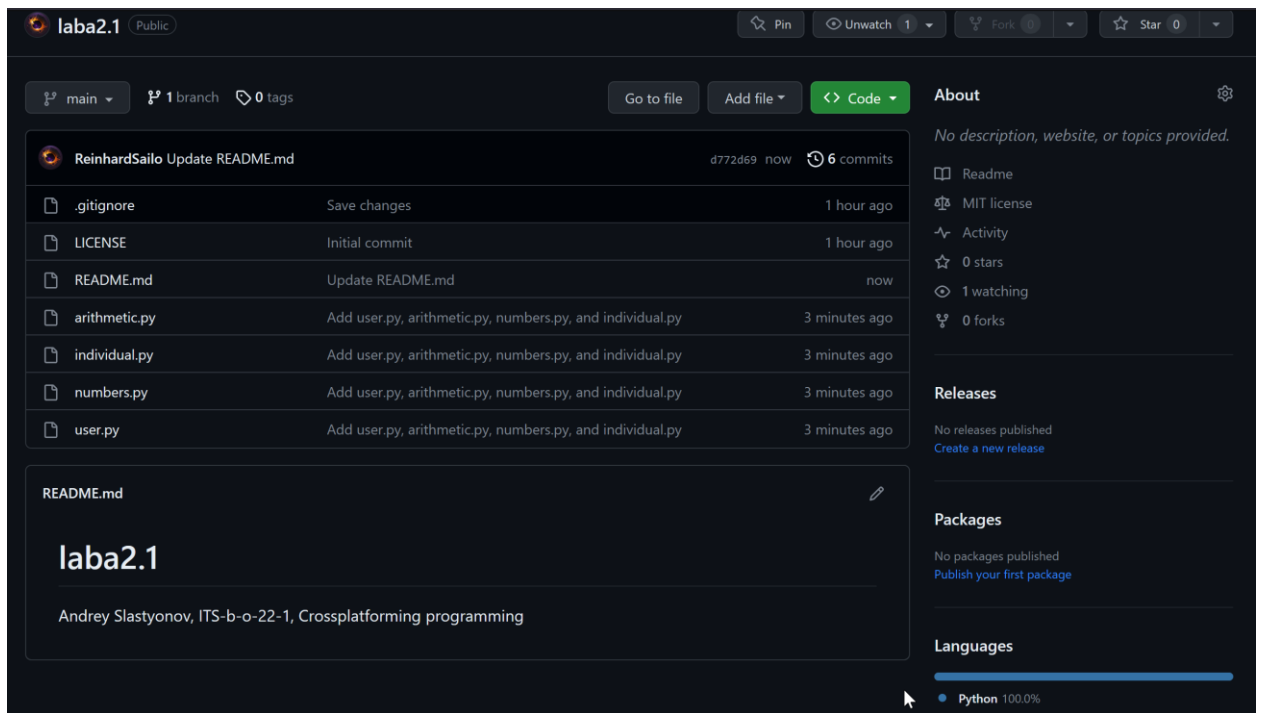 laba2.1 Public Pin Unwatch 1 Fork 0 Star 0
main 1 branch 0 tags Go to file Add file <> Code
ReinhardSailo Update README.md d772d69 now 6 commits
.gitignore Save changes 1 hour ago
LICENSE Initial commit 1 hour ago
README.md Update README.md now
arithmetic.py Add user.py, arithmetic.py, numbers.py, and individual.py 3 minutes ago
individual.py Add user.py, arithmetic.py, numbers.py, and individual.py 3 minutes ago
numbers.py Add user.py, arithmetic.py, numbers.py, and individual.py 3 minutes ago
user.py Add user.py, arithmetic.py, numbers.py, and individual.py 3 minutes ago
README.md
laba2.1
Andrey Slastyonov, ITS-b-o-22-1, Crossplatforming programming
About
No description, website, or topics provided.
Readme
MIT license
Activity
0 stars
1 watching
0 forks
Releases
No releases published
Create a new release
Packages
No packages published
Publish your first package
Languages
Python 100.0%